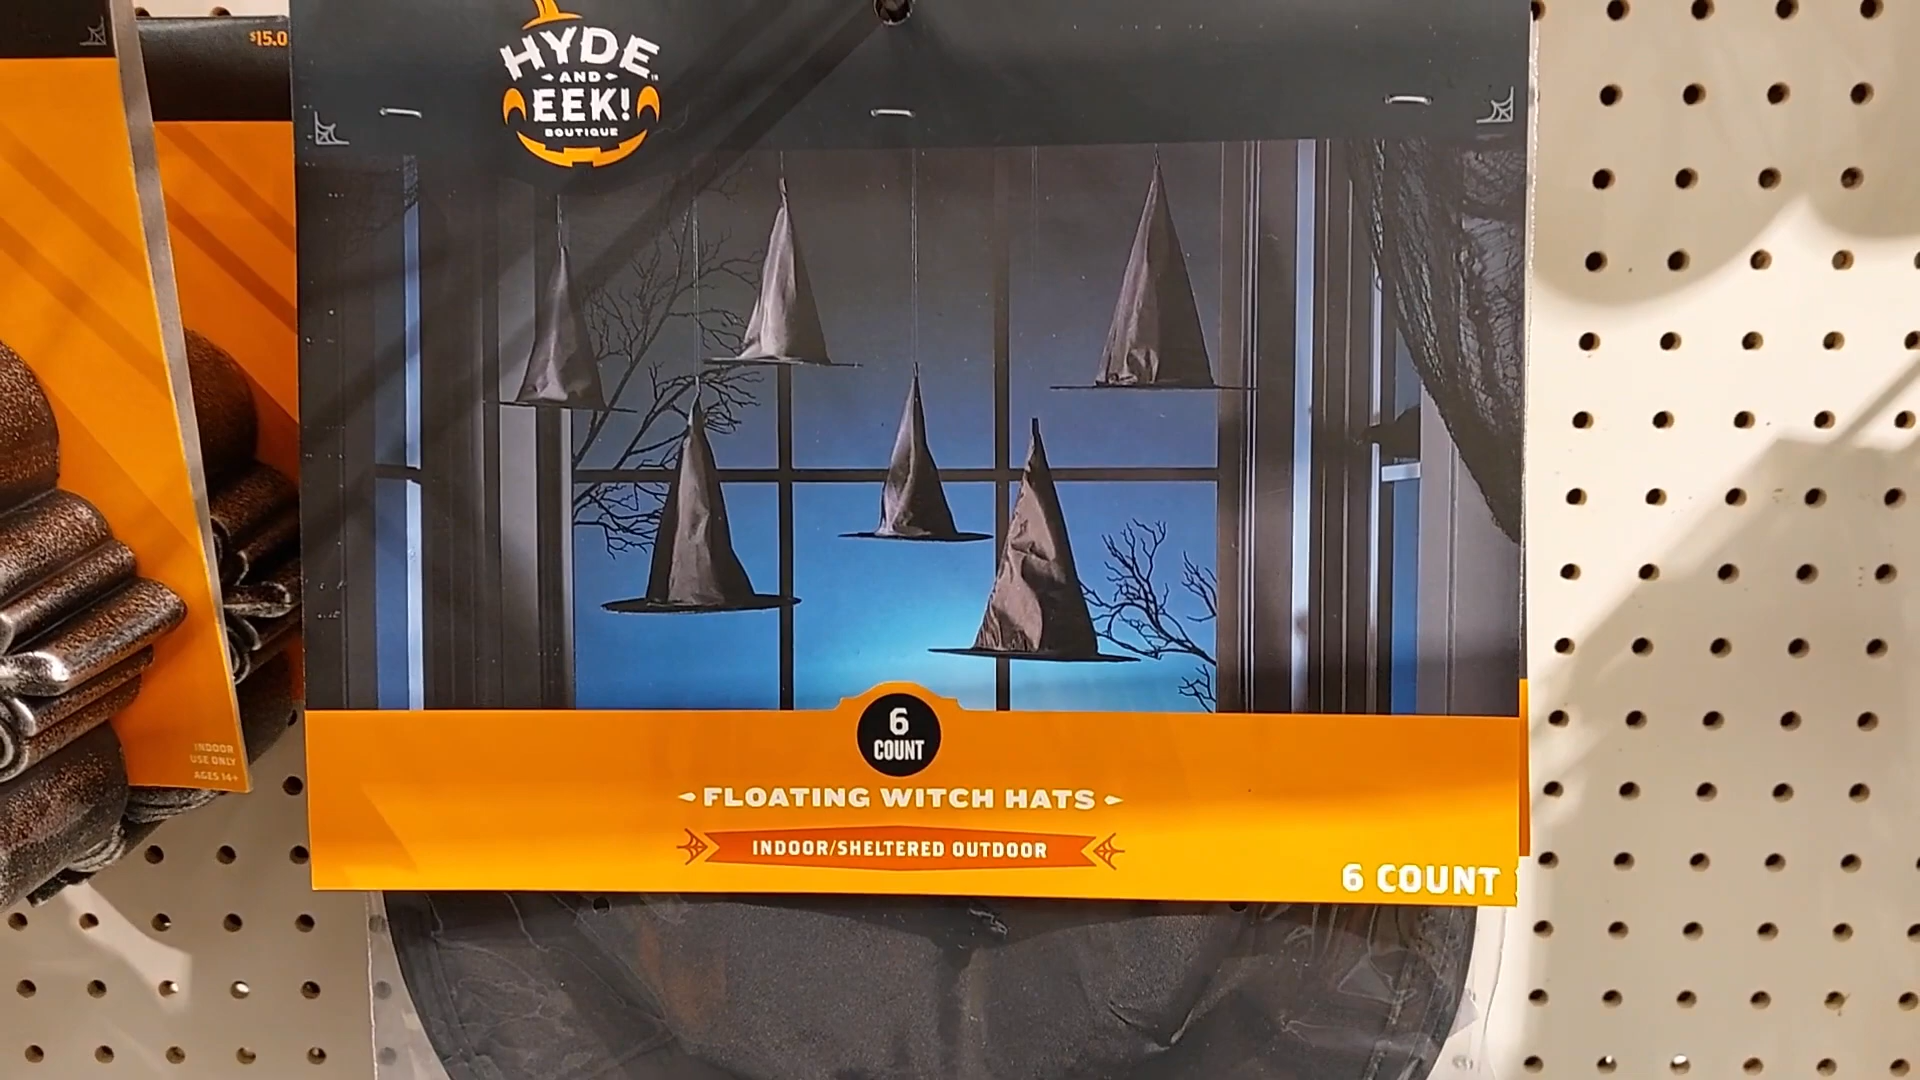 $15.0
HYDE
AND
EEK!
BOUTIQUE
6
COUNT
FLOATING WITCH HATS
INDOOR/SHELTERED OUTDOOR
6 COUNT
INDOOR
USE ONLY
AGES 14+